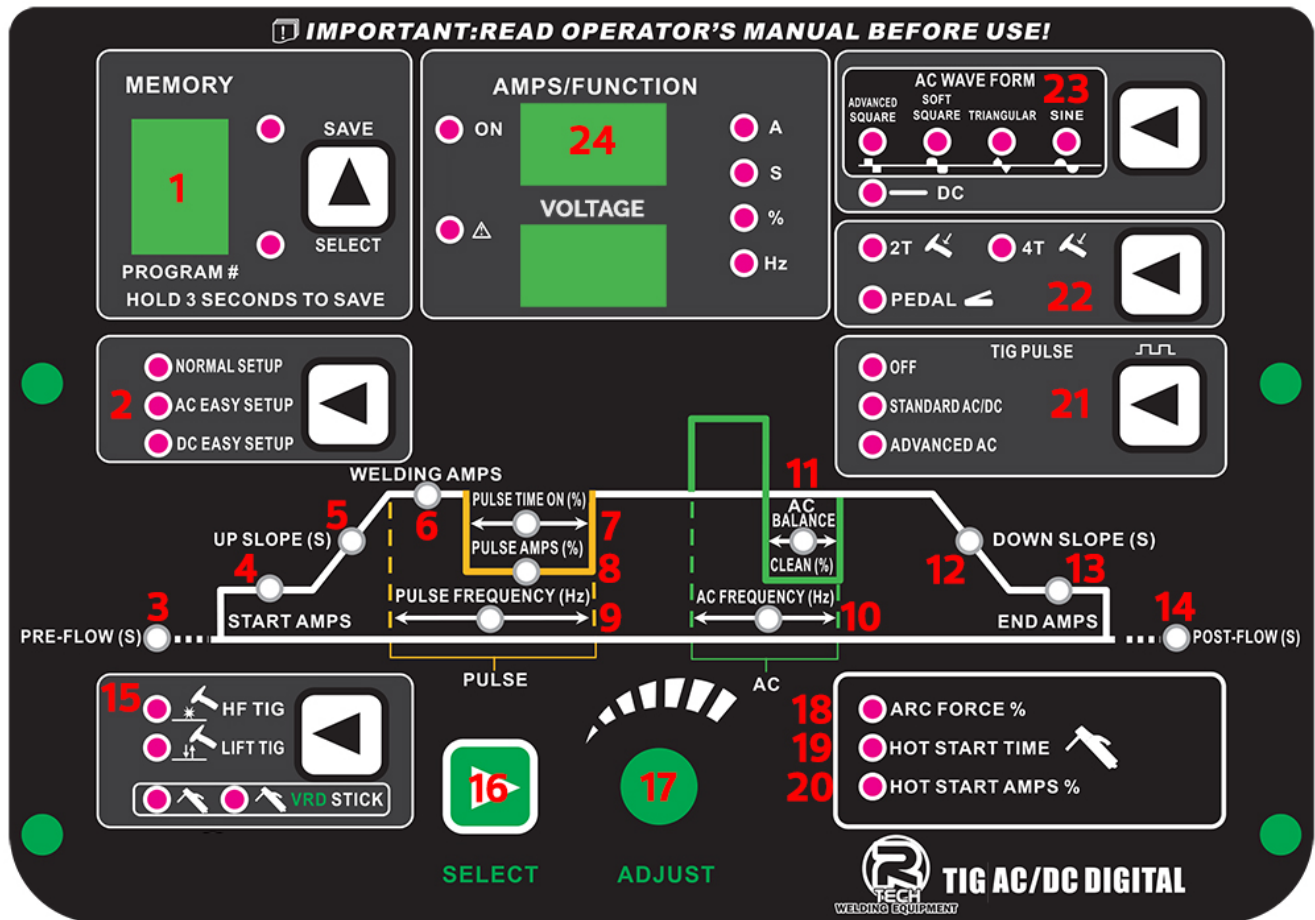 IMPORTANT:READ OPERATOR'S MANUAL BEFORE USE!
MEMORY
1
SAVE
SELECT
PROGRAM #
HOLD 3 SECONDS TO SAVE
AMPS/FUNCTION
ON
24
VOLTAGE
A
S
%
Hz
AC WAVE FORM
23
ADVANCED
SQUARE
SOFT
SQUARE
TRIANGULAR
SINE
DC
2T
4T
PEDAL
22
TIG PULSE
OFF
STANDARD AC/DC
21
ADVANCED AC
NORMAL SETUP
2
AC EASY SETUP
DC EASY SETUP
WELDING AMPS
6
UP SLOPE (S)
5
4
START AMPS
3
PRE-FLOW (S)
PULSE TIME ON (%)
7
PULSE AMPS (%)
8
PULSE FREQUENCY (Hz)
9
PULSE
11
AC
BALANCE
CLEAN (%)
AC FREQUENCY (Hz)
10
AC
12
DOWN SLOPE (S)
13
END AMPS
14
POST-FLOW (S)
15
HF TIG
LIFT TIG
VRD STICK
16
SELECT
17
ADJUST
18
ARC FORCE %
19
HOT START TIME
20
HOT START AMPS %
R
TECH
WELDING EQUIPMENT
TIG AC/DC DIGITAL